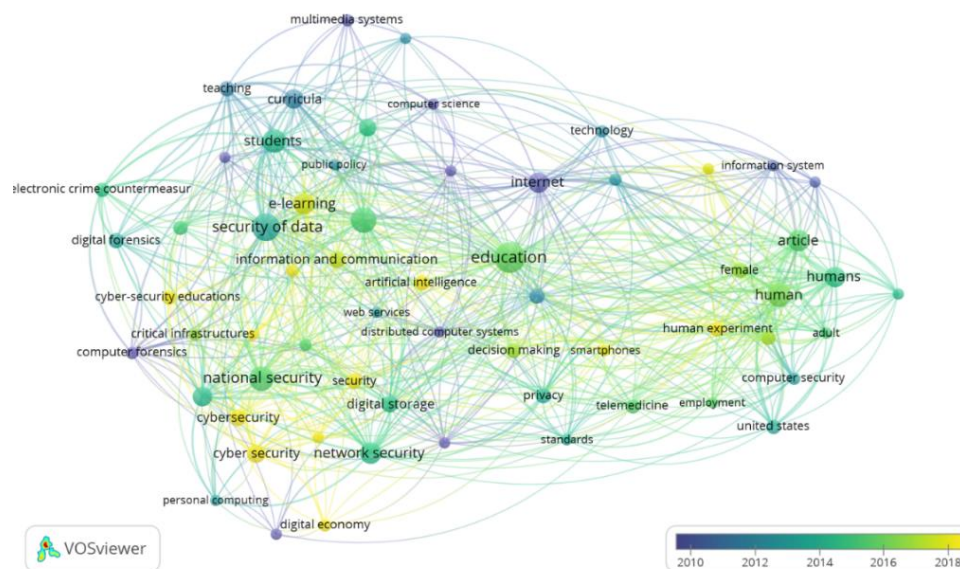 multimedia systems
teaching
curricula
computer science
technology
students
public policy
information system
internet
electronic crime countermeasur
e-learning
security of data
digital forensics
article
education
information and communication
female
humans
artificial intelligence
human
cyber-security educations
web services
critical infrastructures
distributed computer systems
human experiment
adult
computer forensics
decision making
smartphones
national security
security
computer security
privacy
digital storage
telemedicine
employment
cybersecurity
united states
standards
cyber security
network security
personal computing
digital economy
VOSviewer
2010 2012 2014 2016 2018